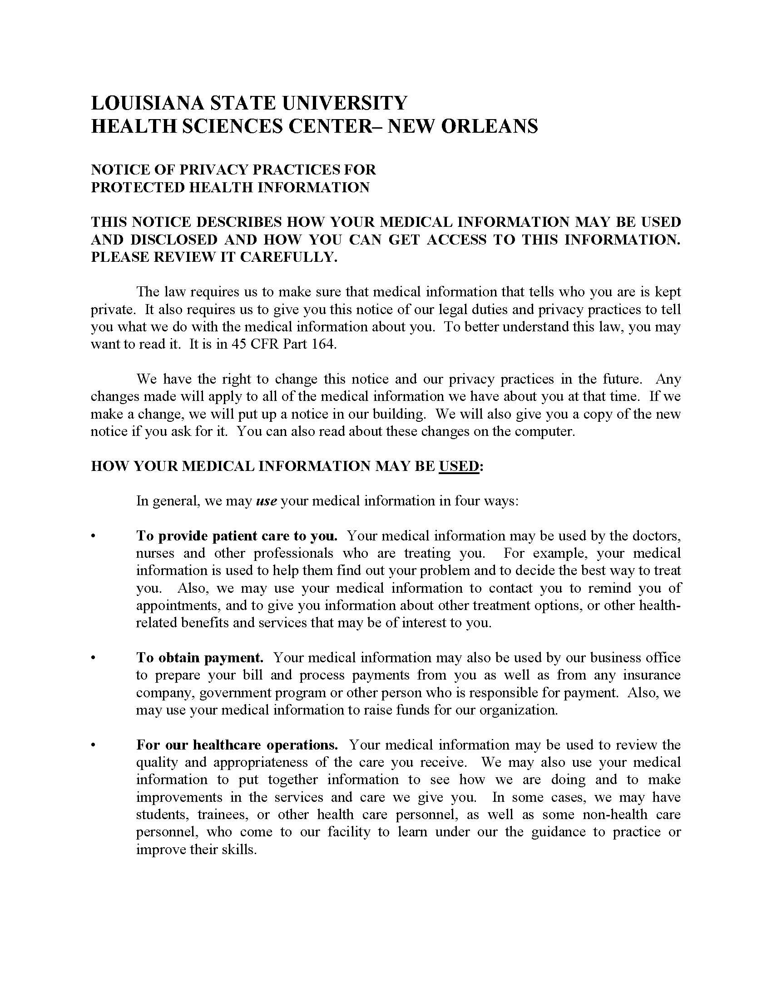 LOUISIANA STATE UNIVERSITY
HEALTH SCIENCES CENTER– NEW ORLEANS
NOTICE OF PRIVACY PRACTICES FOR
PROTECTED HEALTH INFORMATION
THIS NOTICE DESCRIBES HOW YOUR MEDICAL INFORMATION MAY BE USED
AND DISCLOSED AND HOW YOU CAN GET ACCESS TO THIS INFORMATION.
PLEASE REVIEW IT CAREFULLY.
The law requires us to make sure that medical information that tells who you are is kept
private. It also requires us to give you this notice of our legal duties and privacy practices to tell
you what we do with the medical information about you. To better understand this law, you may
want to read it. It is in 45 CFR Part 164.
We have the right to change this notice and our privacy practices in the future. Any
changes made will apply to all of the medical information we have about you at that time. If we
make a change, we will put up a notice in our building. We will also give you a copy of the new
notice if you ask for it. You can also read about these changes on the computer.
HOW YOUR MEDICAL INFORMATION MAY BE USED:
In general, we may use your medical information in four ways:
• To provide patient care to you. Your medical information may be used by the doctors,
nurses and other professionals who are treating you. For example, your medical
information is used to help them find out your problem and to decide the best way to treat
you. Also, we may use your medical information to contact you to remind you of
appointments, and to give you information about other treatment options, or other health-
related benefits and services that may be of interest to you.
• To obtain payment. Your medical information may also be used by our business office
to prepare your bill and process payments from you as well as from any insurance
company, government program or other person who is responsible for payment. Also, we
may use your medical information to raise funds for our organization.
• For our healthcare operations. Your medical information may be used to review the
quality and appropriateness of the care you receive. We may also use your medical
information to put together information to see how we are doing and to make
improvements in the services and care we give you. In some cases, we may have
students, trainees, or other health care personnel, as well as some non-health care
personnel, who come to our facility to learn under our the guidance to practice or
improve their skills.